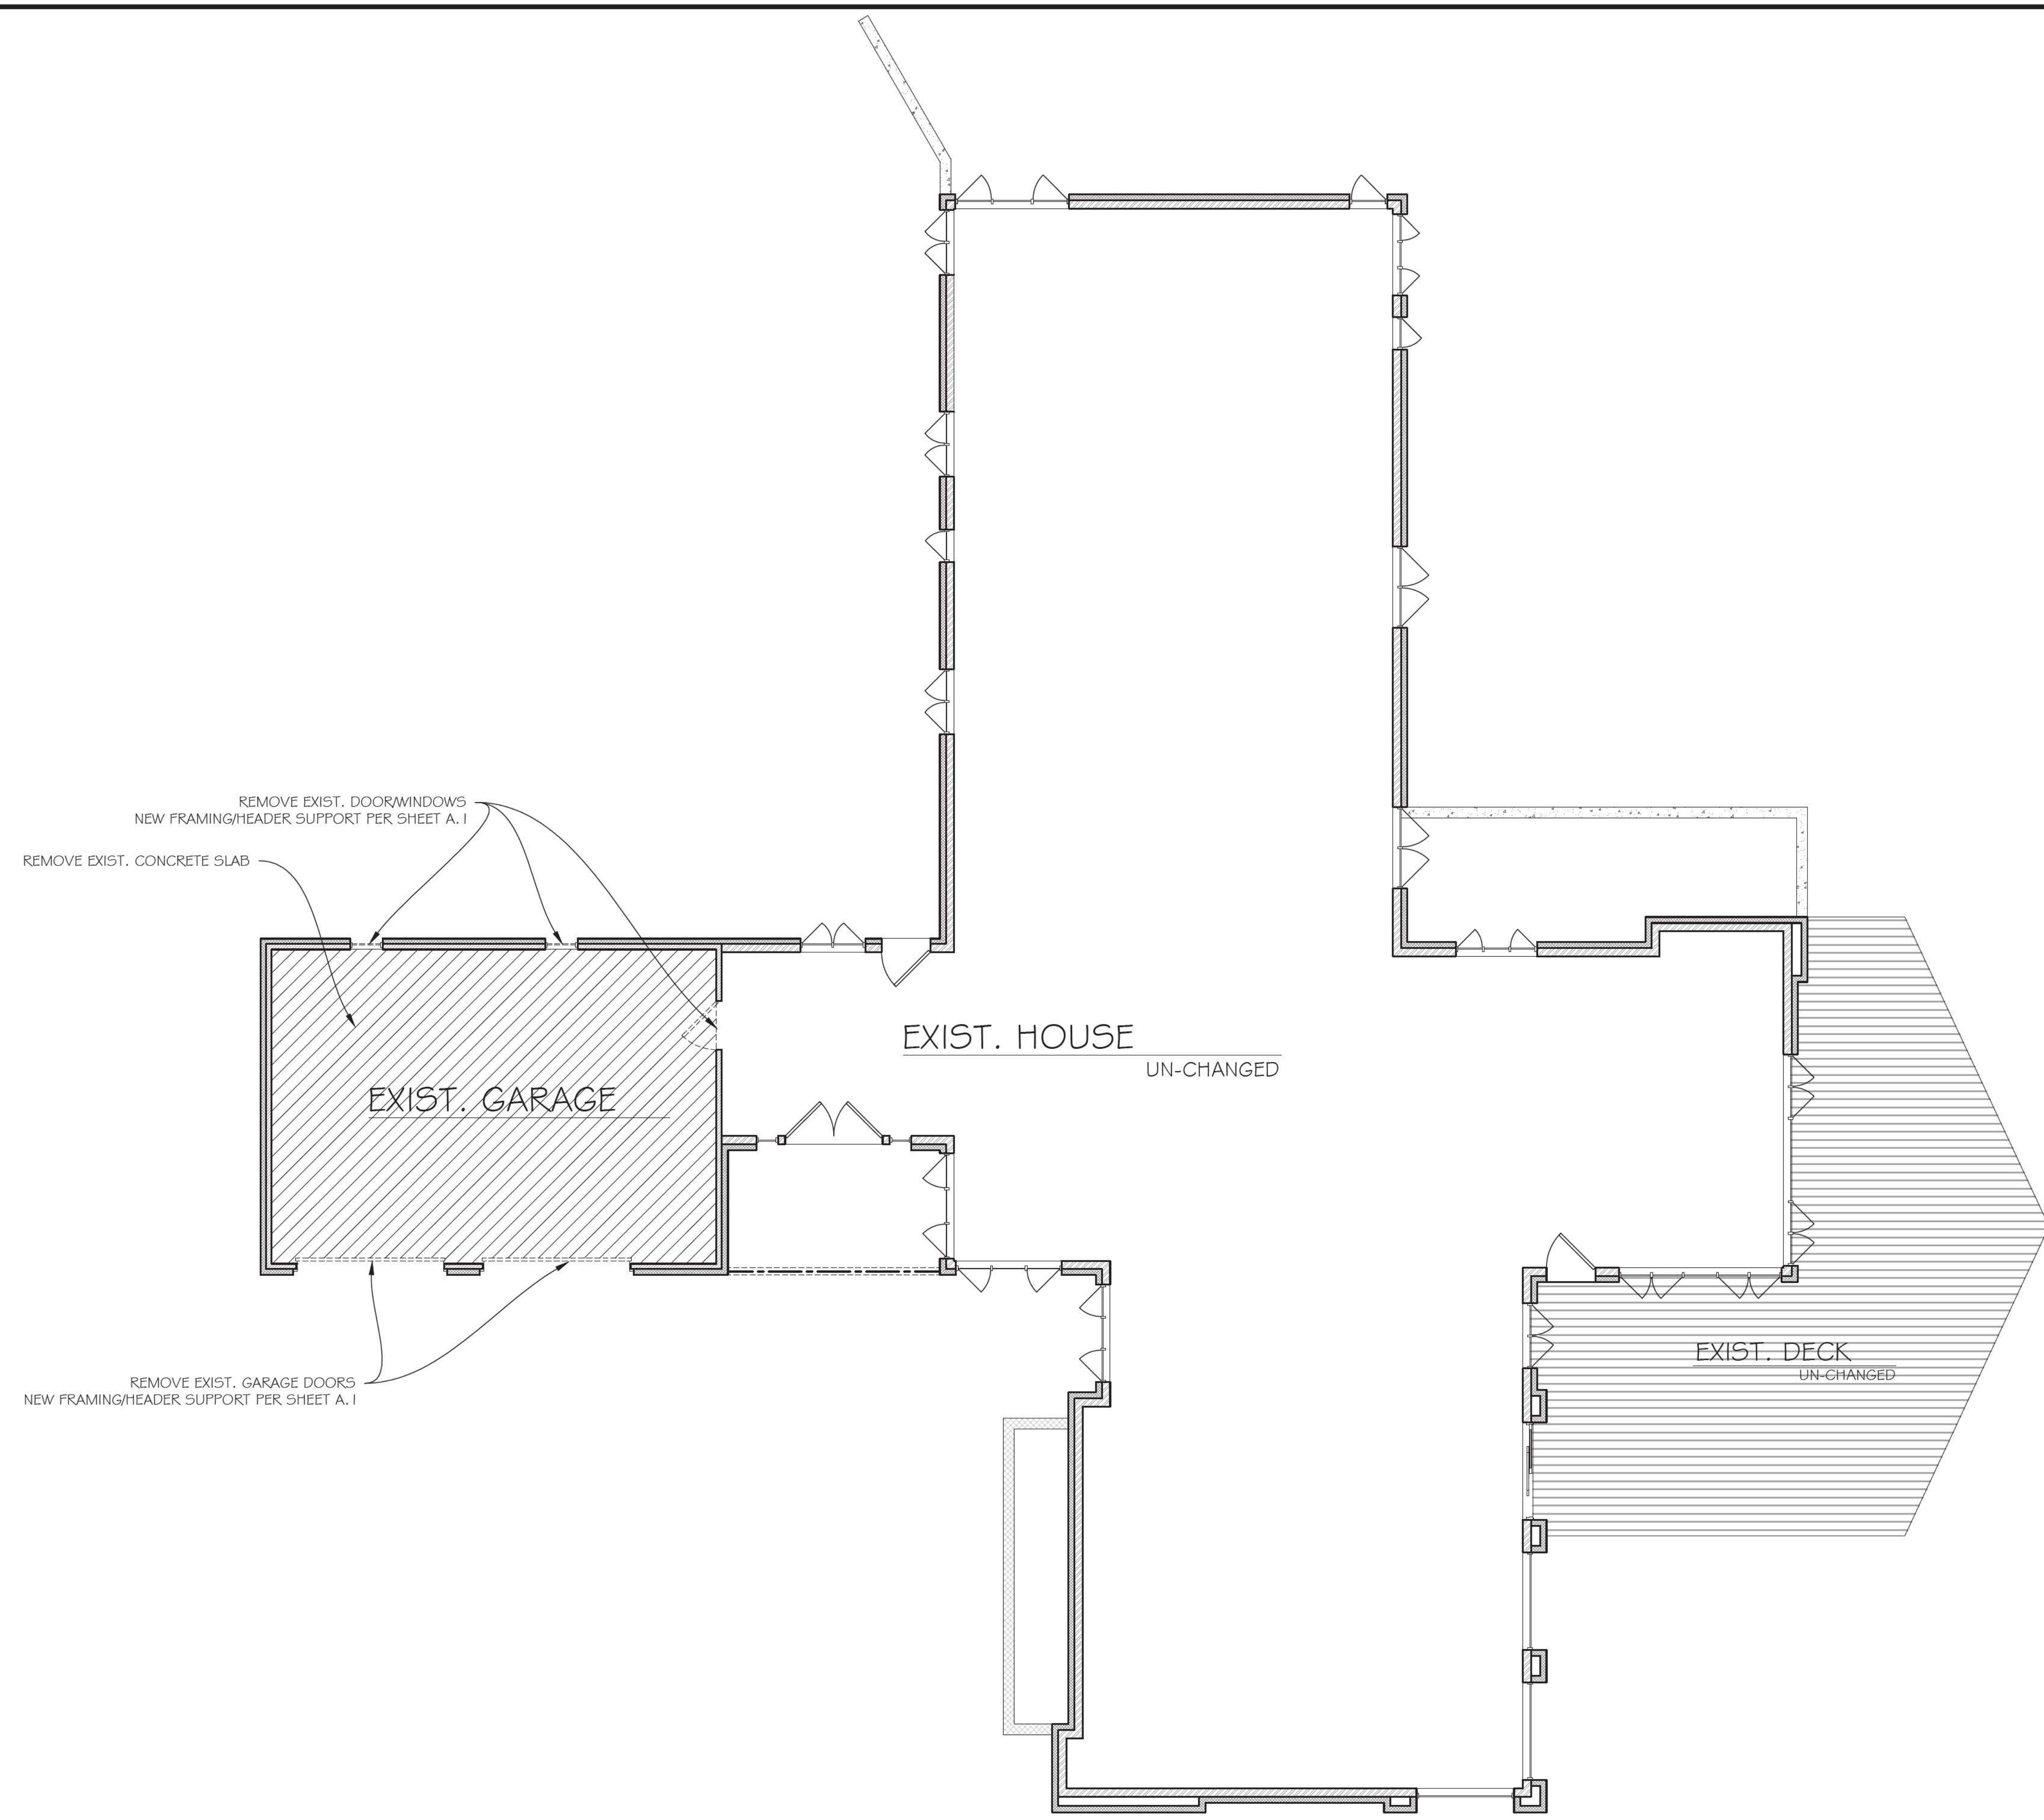 REMOVE EXIST. DOOR/WINDOWS
NEW FRAMING/HEADER SUPPORT PER SHEET A.1
REMOVE EXIST. CONCRETE SLAB
EXIST. HOUSE
UN-CHANGED
EXIST. GARAGE
EXIST. DECK
UN-CHANGED
REMOVE EXIST. GARAGE DOORS
NEW FRAMING/HEADER SUPPORT PER SHEET A.1